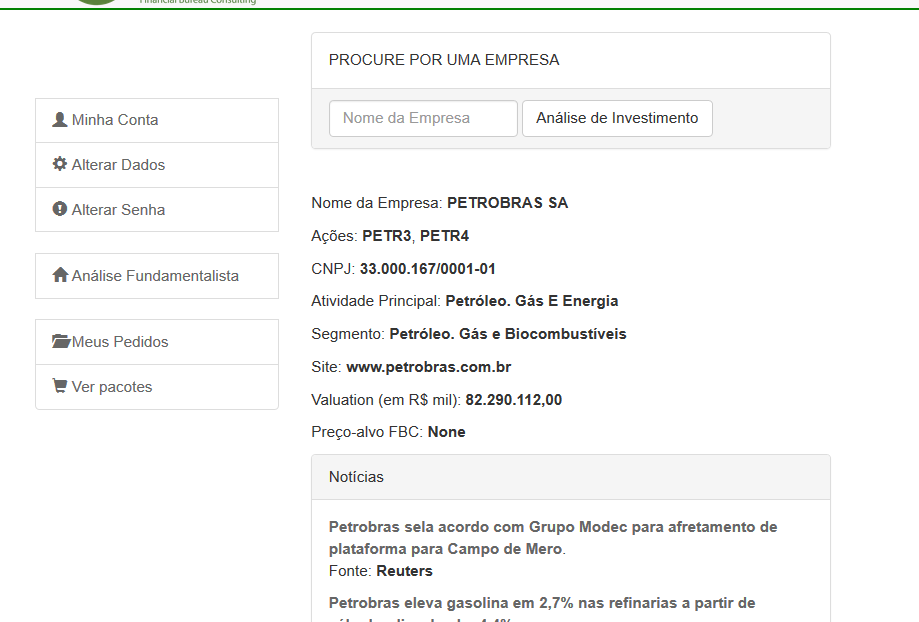 Financial Bureau Consulting
PROCURE POR UMA EMPRESA
Nome da Empresa
Análise de Investimento
Minha Conta
Alterar Dados
Alterar Senha
Análise Fundamentalista
Meus Pedidos
Ver pacotes
Nome da Empresa: PETROBRAS SA
Ações: PETR3, PETR4
CNPJ: 33.000.167/0001-01
Atividade Principal: Petróleo. Gás E Energia
Segmento: Petróleo. Gás e Biocombustíveis
Site: www.petrobras.com.br
Valuation (em R$ mil): 82.290.112,00
Preço-alvo FBC: None
Notícias
Petrobras sela acordo com Grupo Modec para afretamento de
plataforma para Campo de Mero.
Fonte: Reuters
Petrobras eleva gasolina em 2,7% nas refinarias a partir de